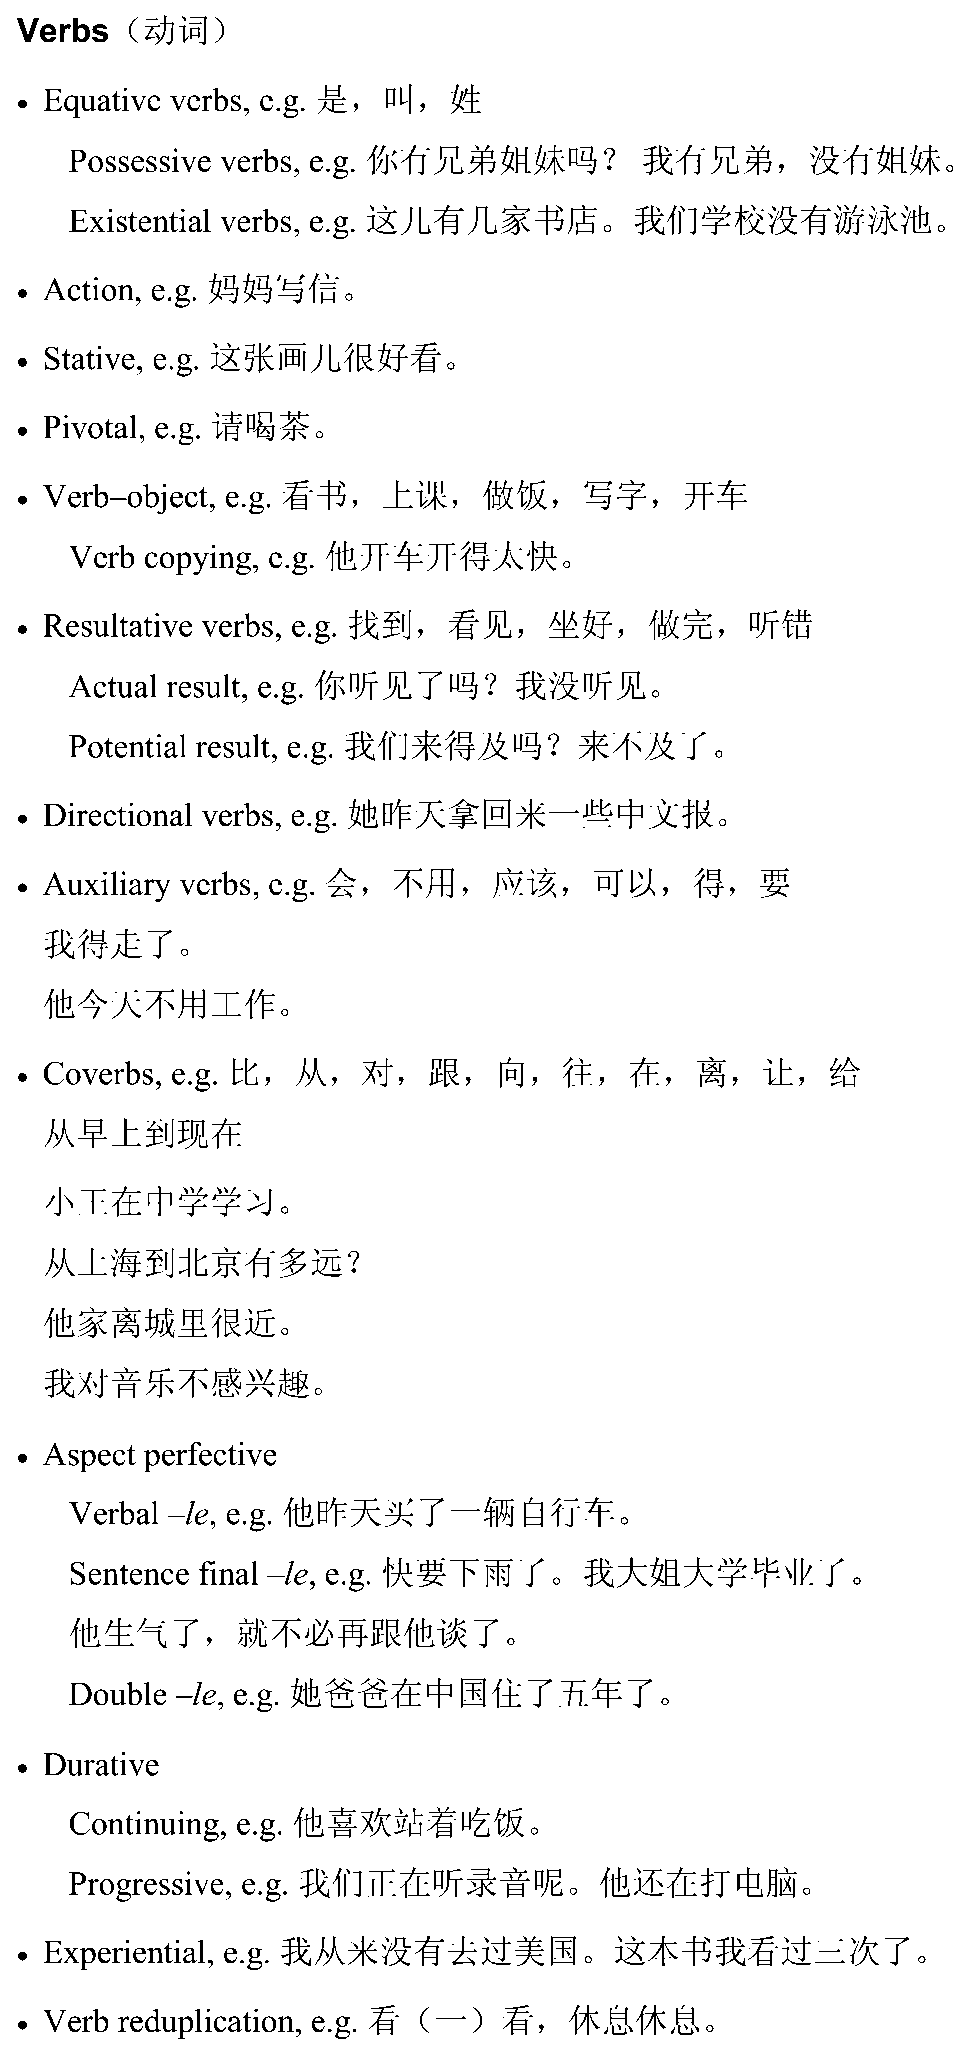 Verbs（动词）
• Equative verbs, e.g. 是，叫，姓
Possessive verbs, e.g. 你有兄弟姐妹吗？ 我有兄弟，没有姐妹。
Existential verbs, e.g. 这儿有几家书店。我们学校没有游泳池。
• Action, e.g. 妈妈写信。
• Stative, e.g. 这张画儿很好看。
• Pivotal, e.g. 请喝茶。
• Verb–object, e.g. 看书，上课，做饭，写字，开车
Verb copying, e.g. 他开车开得太快。
• Resultative verbs, e.g. 找到，看见，坐好，做完，听错
Actual result, e.g. 你听见了吗？我没听见。
Potential result, e.g. 我们来得及吗？来不及了。
• Directional verbs, e.g. 她昨天拿回来一些中文报。
• Auxiliary verbs, e.g. 会，不用，应该，可以，得，要
我得走了。
他今天不用工作。
• Coverbs, e.g. 比，从，对，跟，向，往，在，离，让，给
从早上到现在
小王在中学学习。
从上海到北京有多远？
他家离城里很近。
我对音乐不感兴趣。
• Aspect perfective
Verbal –le, e.g. 他昨天买了一辆自行车。
Sentence final –le, e.g. 快要下雨了。我大姐大学毕业了。
他生气了，就不必再跟他谈了。
Double –le, e.g. 她爸爸在中国住了五年了。
• Durative
Continuing, e.g. 他喜欢站着吃饭。
Progressive, e.g. 我们正在听录音呢。他还在打电脑。
• Experiential, e.g. 我从来没有去过美国。这本书我看过三次了。
• Verb reduplication, e.g. 看（一）看，休息休息。